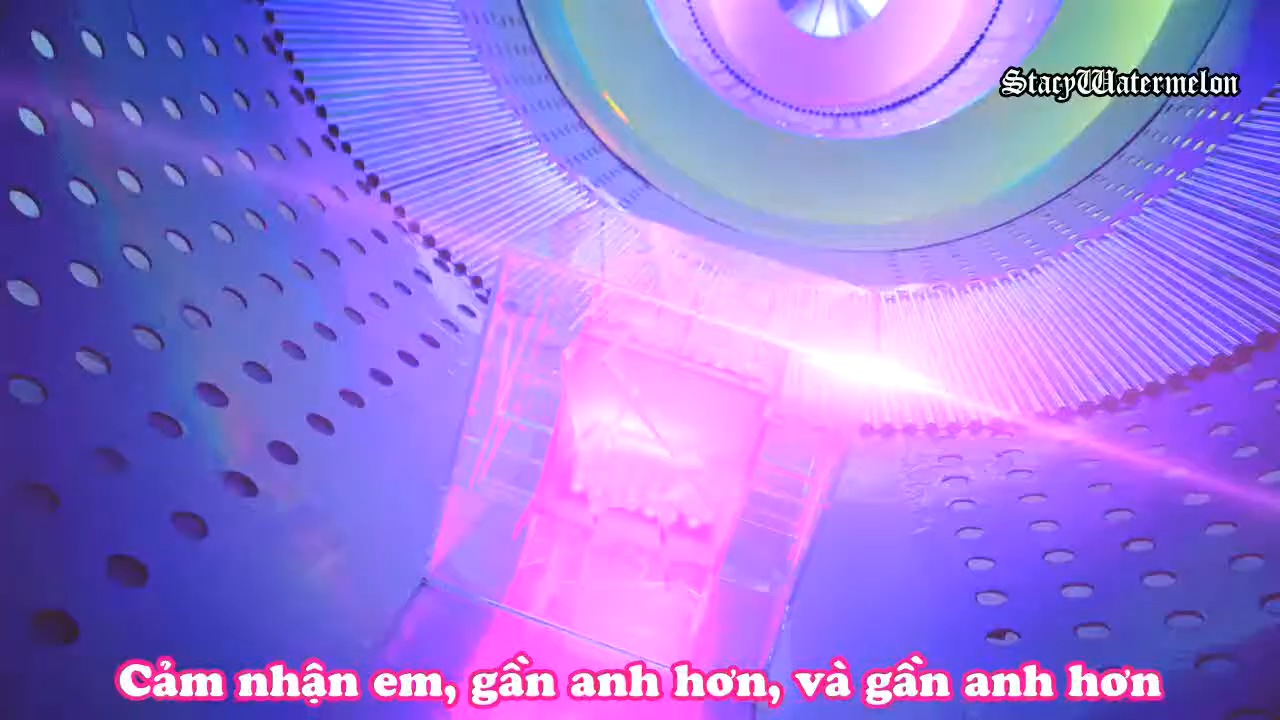 StacyWatermelon
Cảm nhận em, gần anh hơn, và gần anh hơn